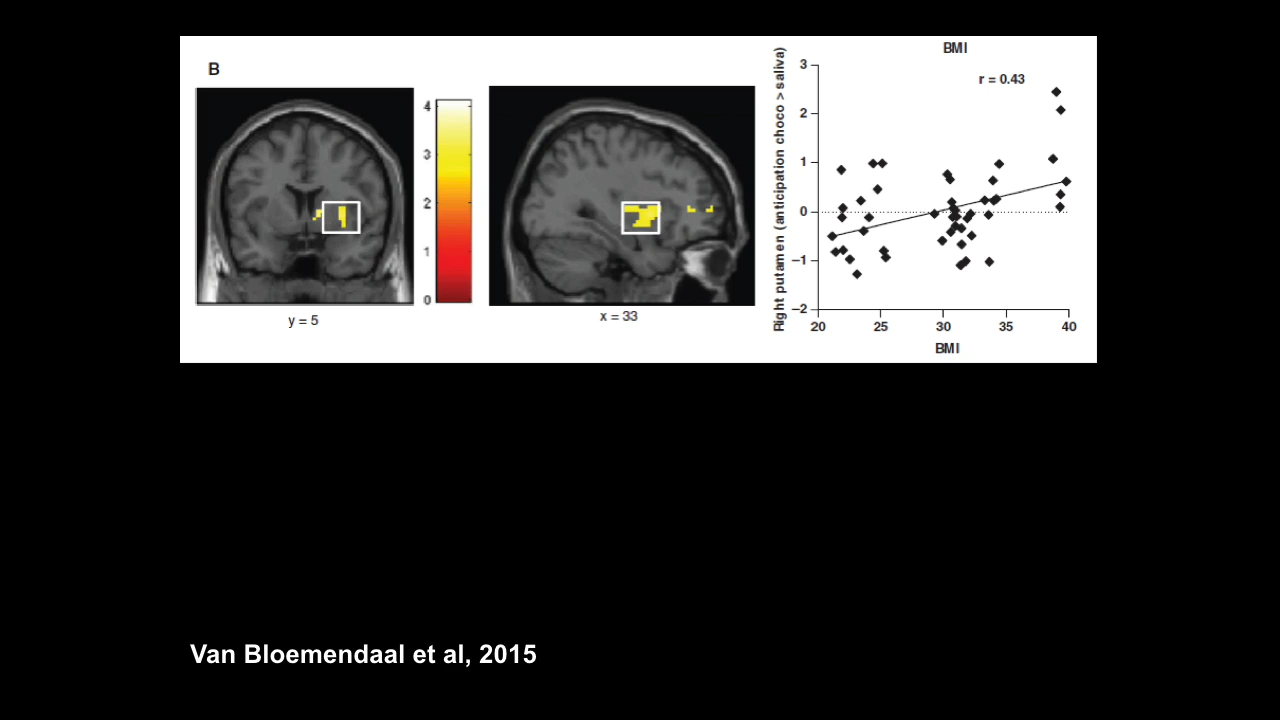 B
4
3
2
1
0
y = 5
x = 33
BMI
r = 0.43
Right putamen (anticipation choco > saliva)
3
2
1
0
−1
−2
20 25 30 35 40
BMI
Van Bloemendaal et al, 2015